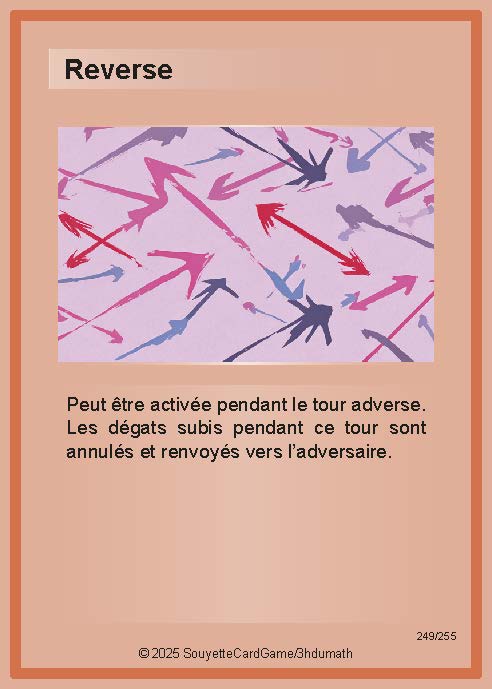 Reverse
Peut être activée pendant le tour adverse.
Les dégats subis pendant ce tour sont
annulés et renvoyés vers l'adversaire.
249/255
© 2025 SouyetteCardGame/3hdumath